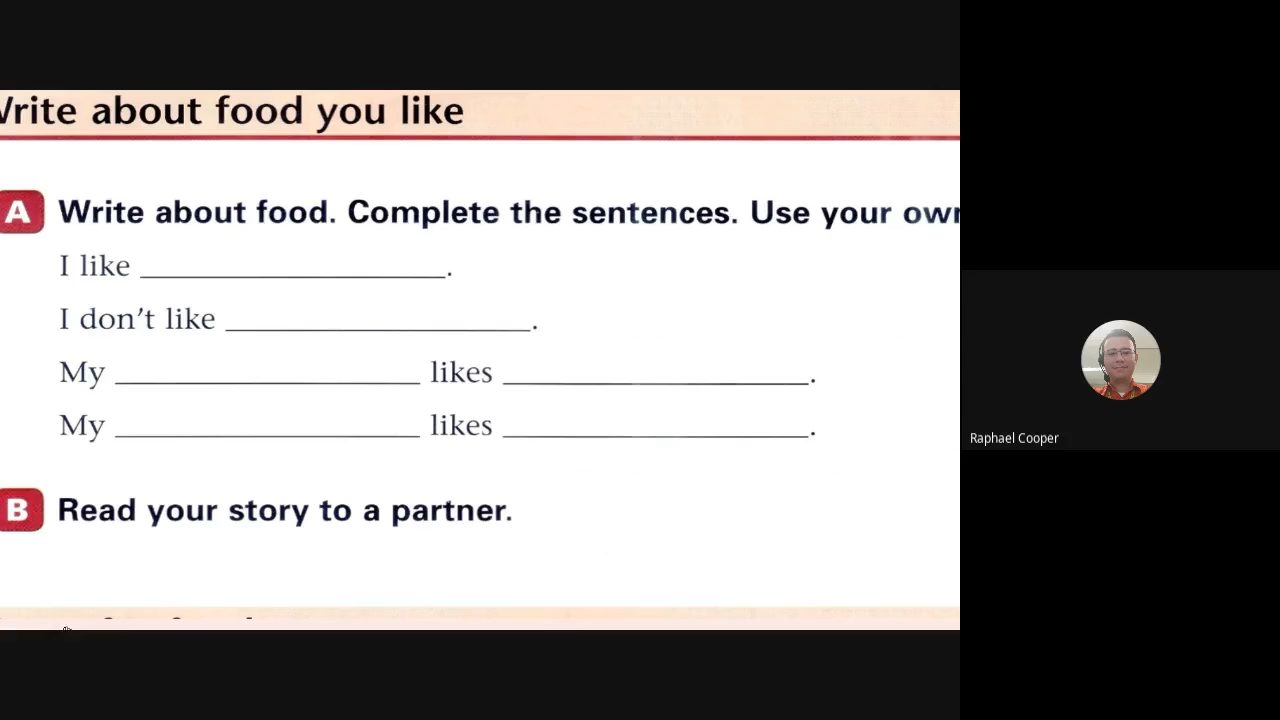 Write about food you like
A Write about food. Complete the sentences. Use your own
I like ____________________.
I don't like ____________________.
My ____________________ likes ____________________.
My ____________________ likes ____________________.
B Read your story to a partner.
Raphael Cooper